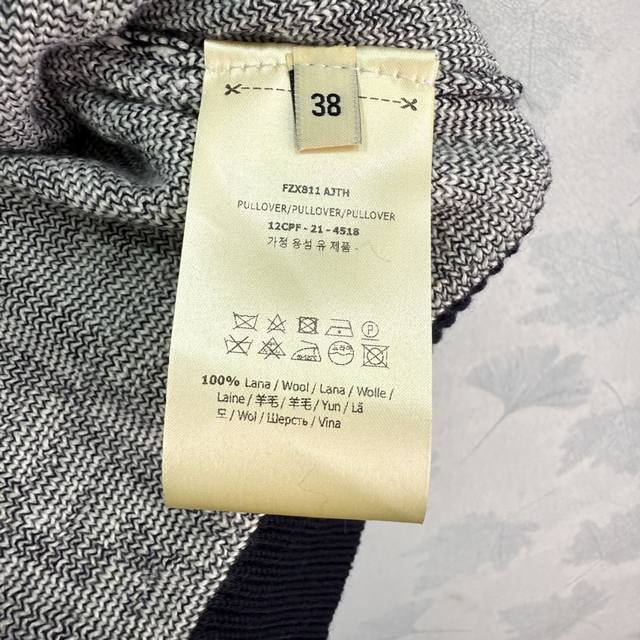 38
FZX811 AJTH
PULLOVER/PULLOVER/PULLOVER
12CPF - 21 - 4518
가정 용섬 유 제품 -
100% Lana / Wool / Lana / Wolle /
Laine / 羊毛 / 羊毛 / Yun / Lã
모 / Wol / Шерсть / Vina